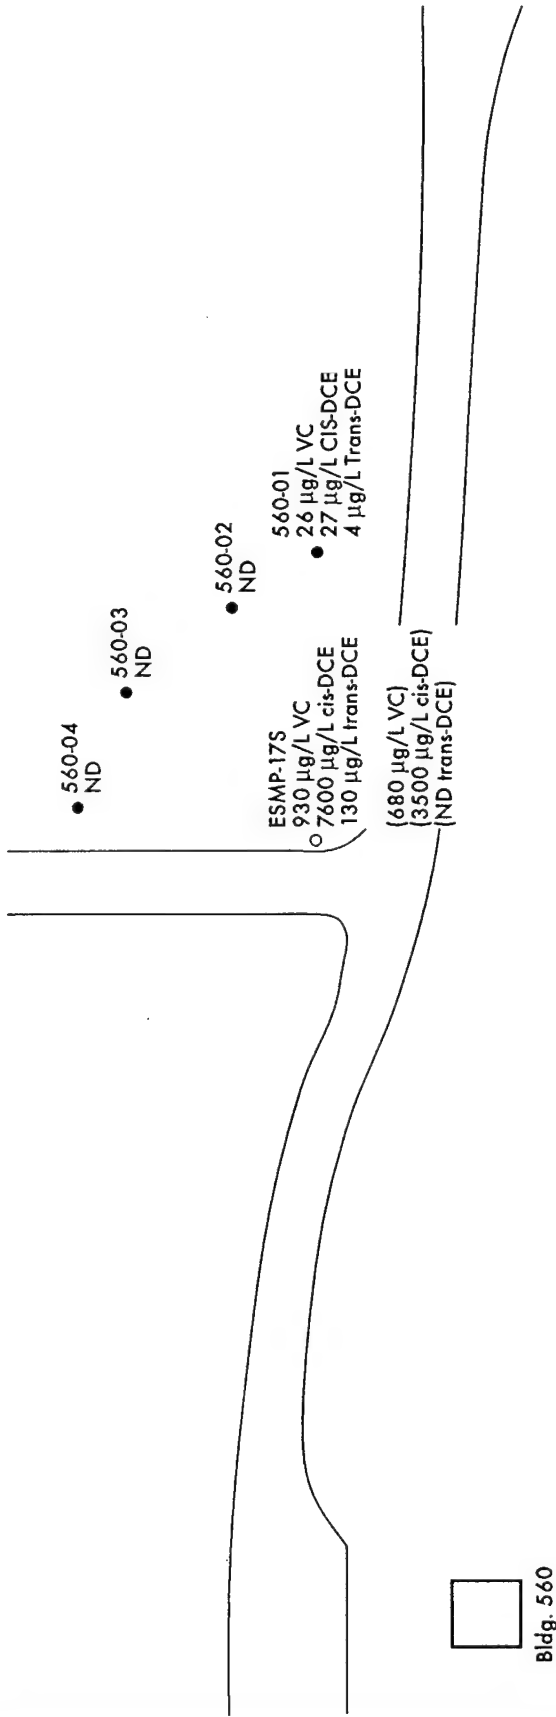 560-04
ND
560-03
ND
560-02
ND
560-01
26 µg/L VC
27 µg/L CIS-DCE
4 µg/L Trans-DCE
ESMP-17S
930 µg/L VC
7600 µg/L cis-DCE
130 µg/L trans-DCE
(680 µg/L VC)
(3500 µg/L cis-DCE)
(ND trans-DCE)
Bldg. 560